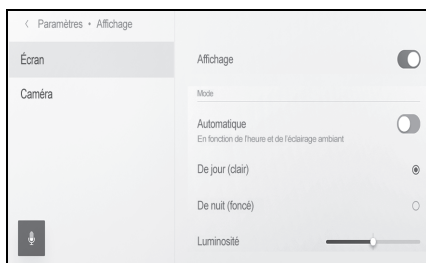 < Paramètres • Affichage
Écran
Caméra
Affichage
Mode
Automatique
En fonction de l'heure et de l'éclairage ambiant
De jour (clair)
De nuit (foncé)
Luminosité